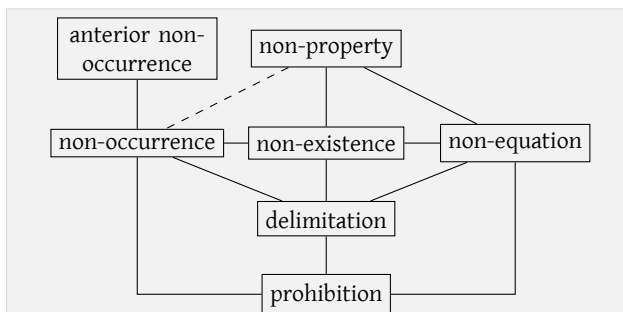 anterior non-
occurrence
non-property
non-occurrence
non-existence
non-equation
delimitation
prohibition